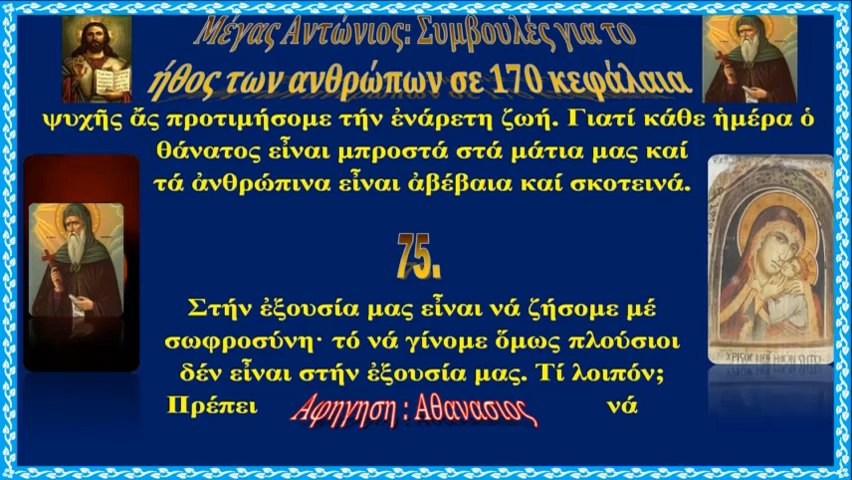 Μέγας Αντώνιος: Συμβουλές για το
ήθος των ανθρώπων σε 170 κεφάλαια
ψυχῆς ἄς προτιμήσομε τήν ἐνάρετη ζωή. Γιατί κάθε ἡμέρα ὁ
θάνατος εἶναι μπροστά στά μάτια μας καί
τά ἀνθρώπινα εἶναι ἀβέβαια καί σκοτεινά.
75.
Στήν ἐξουσία μας εἶναι νά ζήσομε μέ
σωφροσύνη· τό νά γίνομε ὅμως πλούσιοι
δέν εἶναι στήν ἐξουσία μας. Τί λοιπόν;
Πρέπει Αφηγηση : Αθανασιος νά